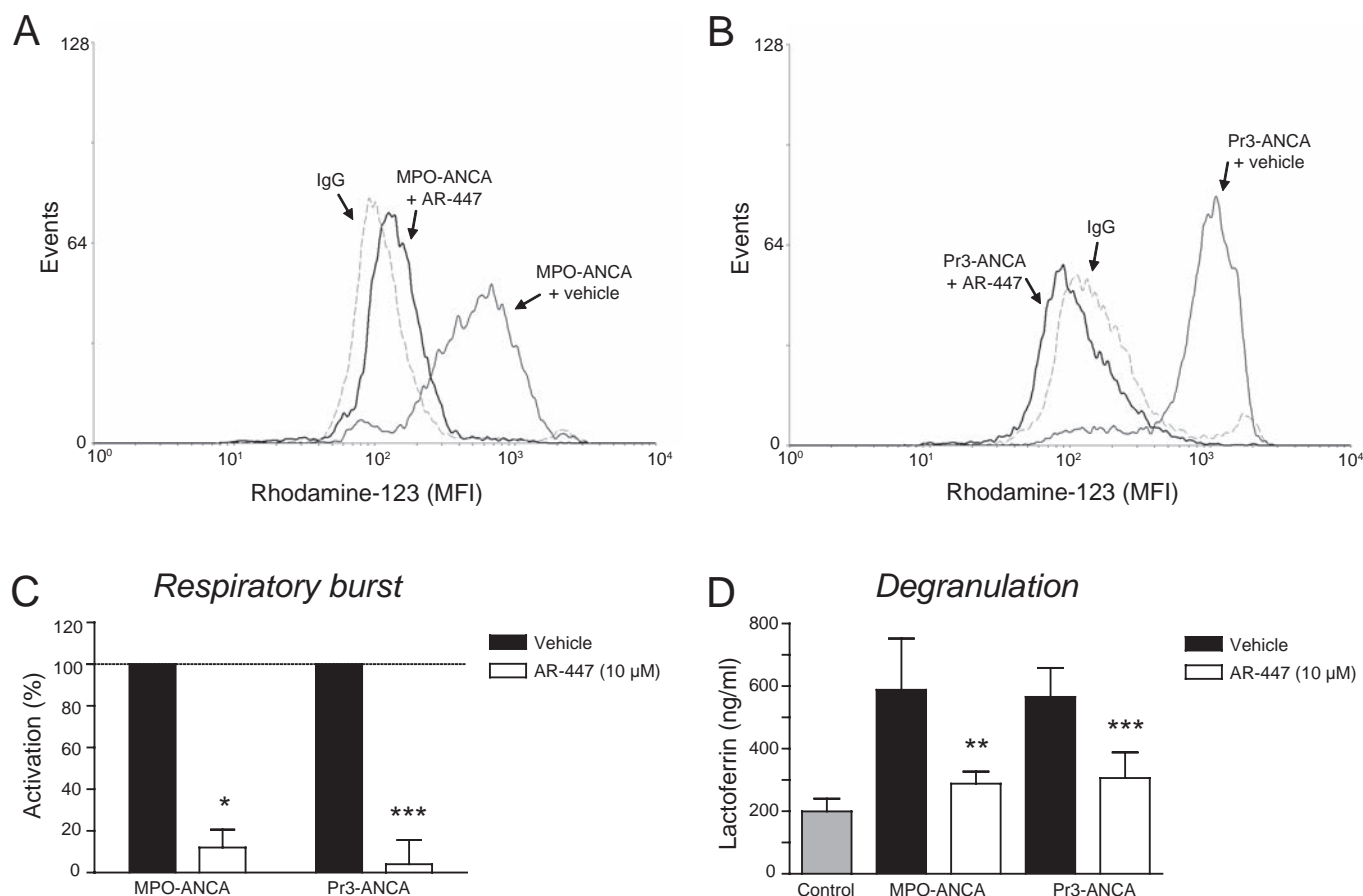 A
128
Events
64
0
IgG
MPO-ANCA
+ AR-447
MPO-ANCA
+ vehicle
10⁰
10¹
10²
10³
10⁴
Rhodamine-123 (MFI)
B
128
Events
64
0
Pr3-ANCA
+ AR-447
IgG
Pr3-ANCA
+ vehicle
10⁰
10¹
10²
10³
10⁴
Rhodamine-123 (MFI)
C
Respiratory burst
Activation (%)
120
100
80
60
40
20
0
*
***
MPO-ANCA
Pr3-ANCA
Vehicle
AR-447 (10 µM)
D
Degranulation
Lactoferrin (ng/ml)
800
600
400
200
0
**
***
Control
MPO-ANCA
Pr3-ANCA
Vehicle
AR-447 (10 µM)